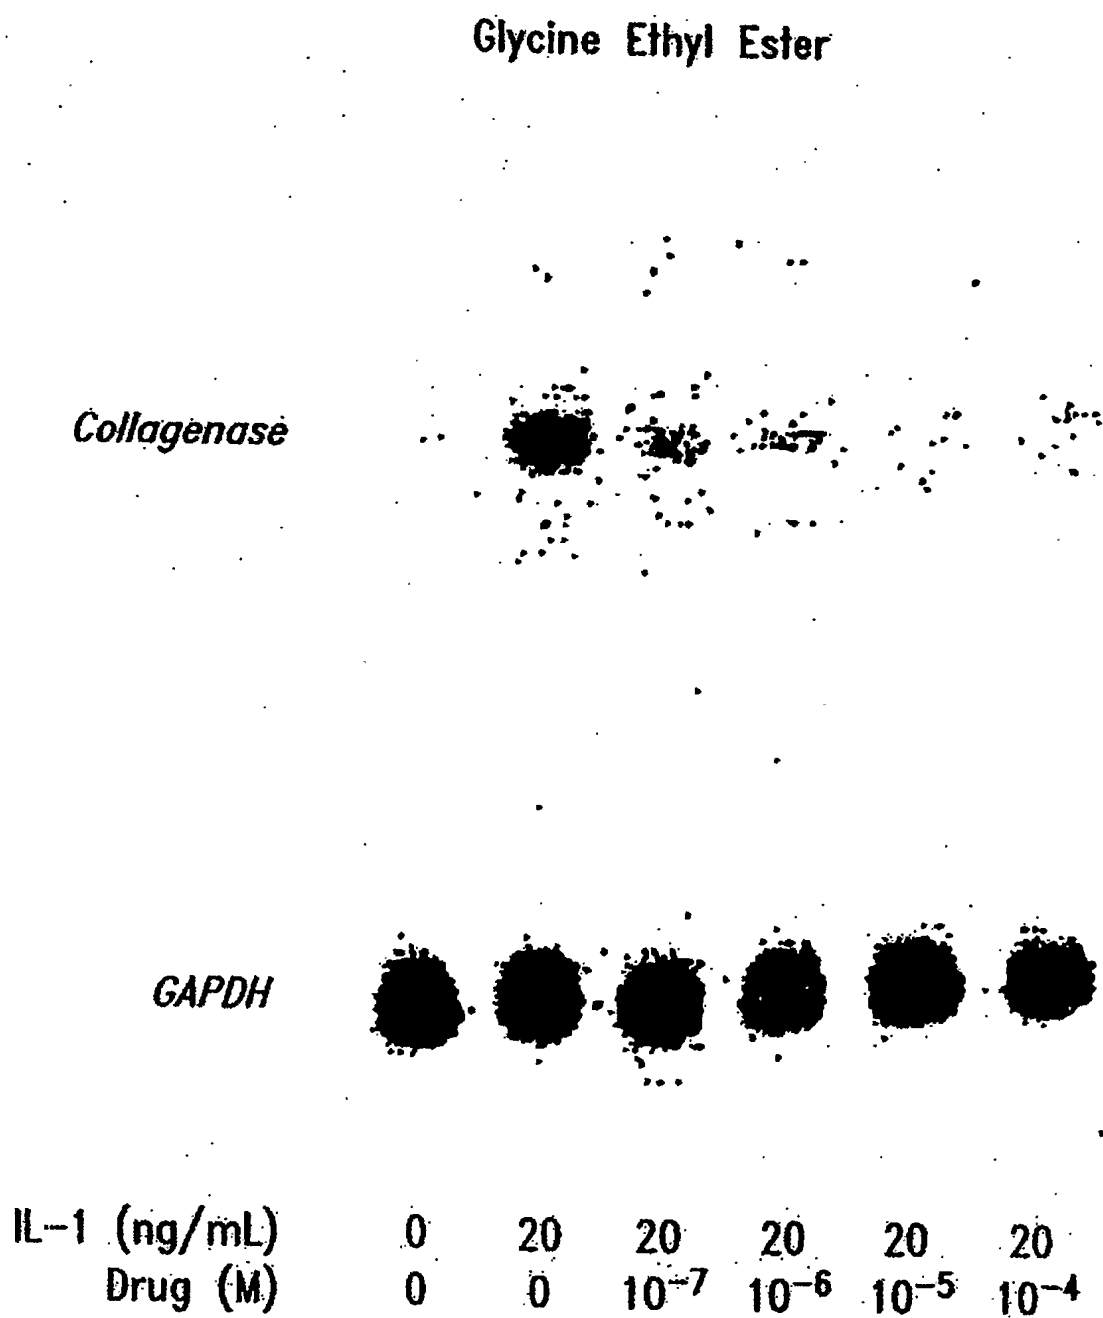 Glycine Ethyl Ester
Collagenase
GAPDH
IL-1 (ng/mL) 0 20 20 20 20 20
Drug (M) 0 0 10⁻⁷ 10⁻⁶ 10⁻⁵ 10⁻⁴